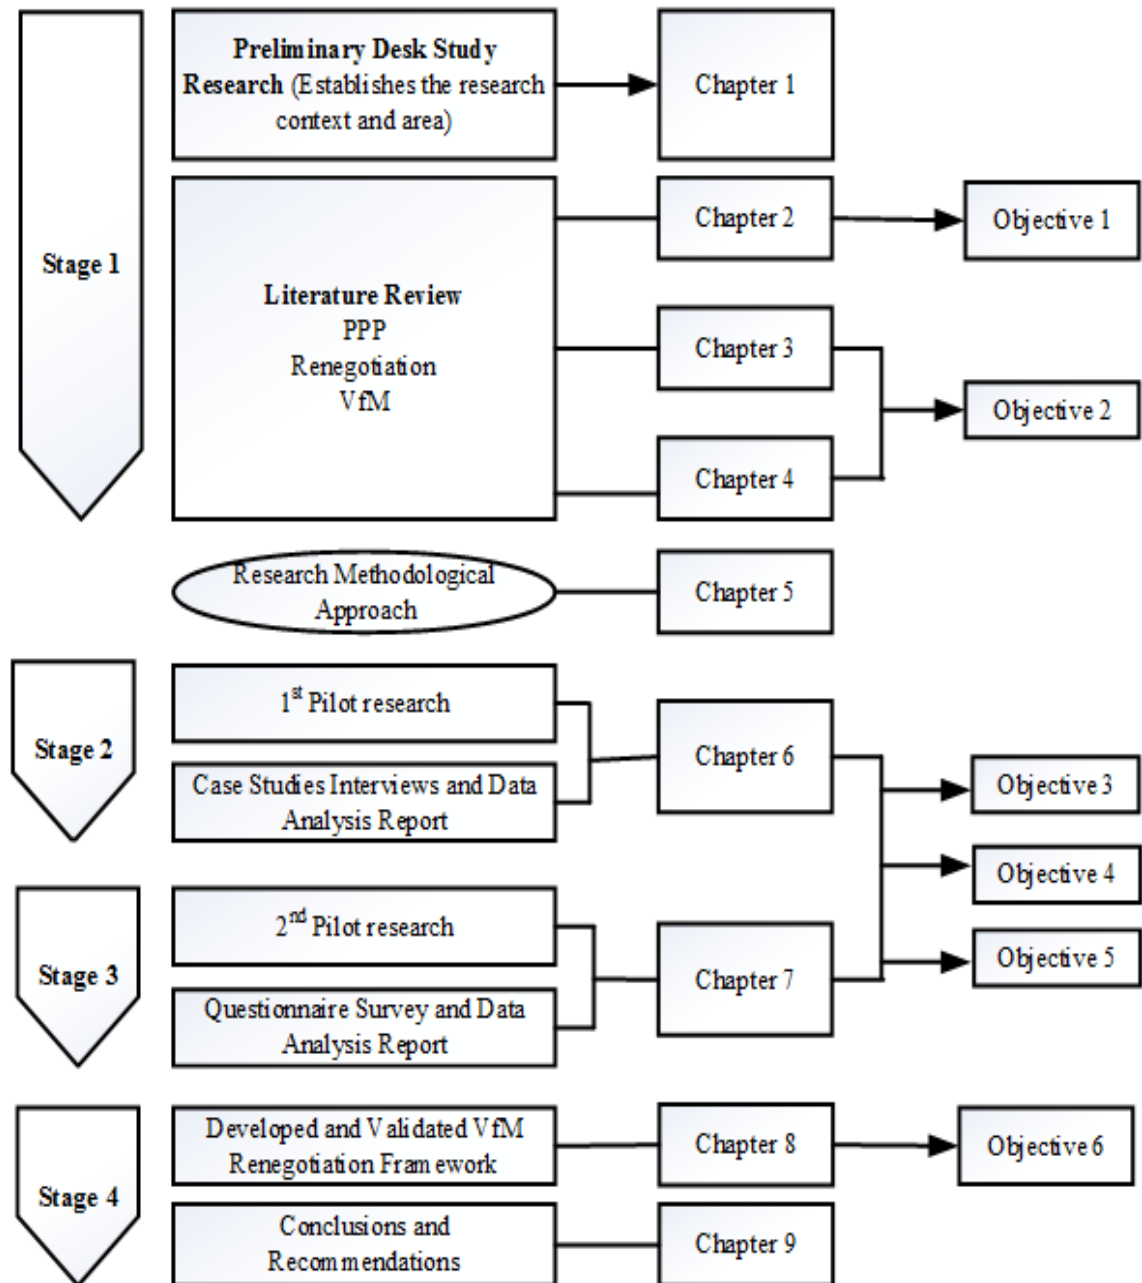 Preliminary Desk Study
Research (Establishes the research
context and area)
Chapter 1
Stage 1
Literature Review
PPP
Renegotiation
VfM
Chapter 2
Objective 1
Chapter 3
Chapter 4
Objective 2
Research Methodological
Approach
Chapter 5
Stage 2
1st Pilot research
Case Studies Interviews and Data
Analysis Report
Chapter 6
Objective 3
Objective 4
Objective 5
Stage 3
2nd Pilot research
Questionnaire Survey and Data
Analysis Report
Chapter 7
Stage 4
Developed and Validated VfM
Renegotiation Framework
Chapter 8
Objective 6
Conclusions and
Recommendations
Chapter 9